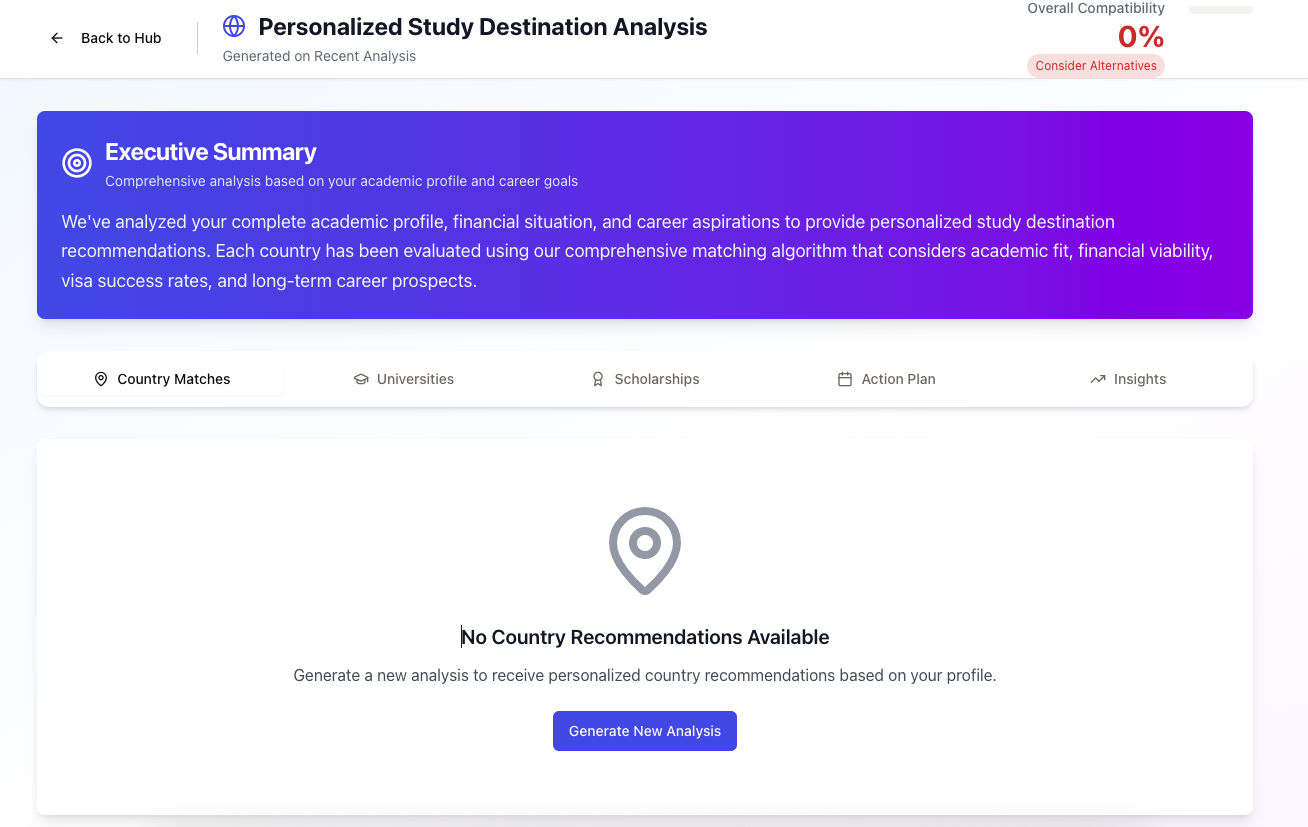 Back to Hub
Personalized Study Destination Analysis
Generated on Recent Analysis
Overall Compatibility
0%
Consider Alternatives
Executive Summary
Comprehensive analysis based on your academic profile and career goals
We've analyzed your complete academic profile, financial situation, and career aspirations to provide personalized study destination
recommendations. Each country has been evaluated using our comprehensive matching algorithm that considers academic fit, financial viability,
visa success rates, and long-term career prospects.
Country Matches
Universities
Scholarships
Action Plan
Insights
No Country Recommendations Available
Generate a new analysis to receive personalized country recommendations based on your profile.
Generate New Analysis